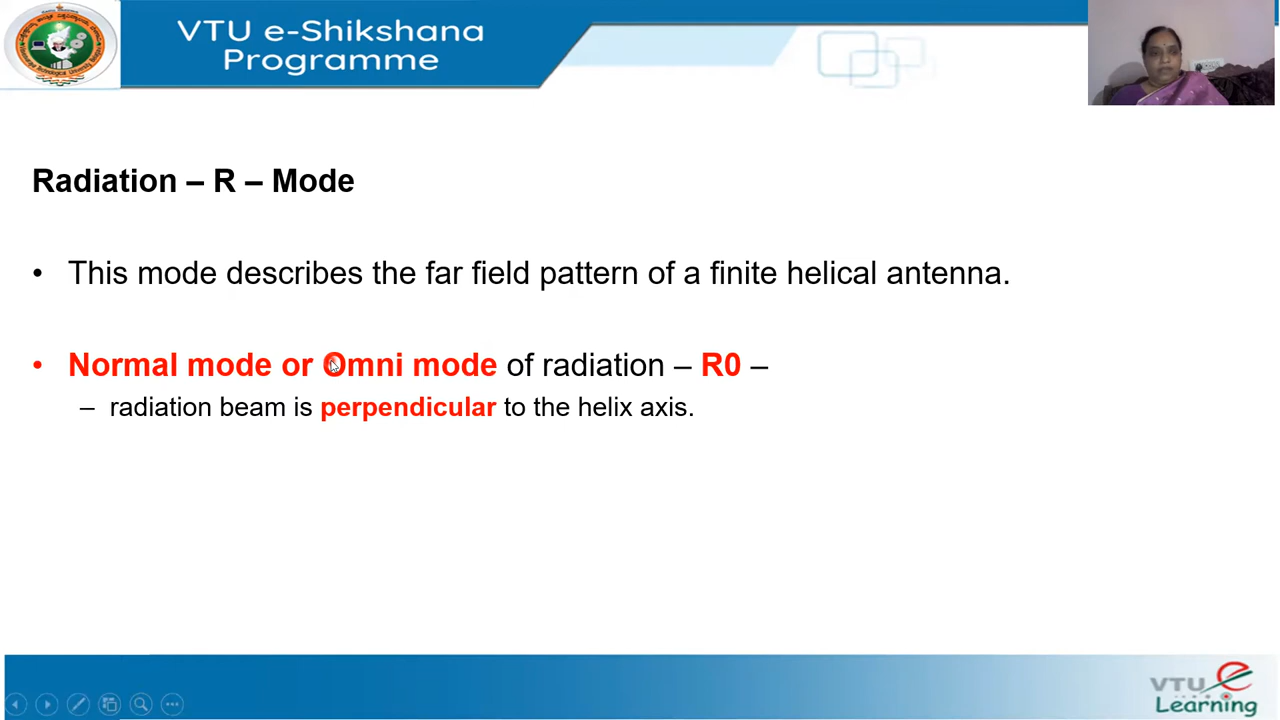 VTU e-Shikshana
Programme
Radiation – R – Mode
• This mode describes the far field pattern of a finite helical antenna.
• Normal mode or Omni mode of radiation – R0 –
– radiation beam is perpendicular to the helix axis.
VTU e
Learning